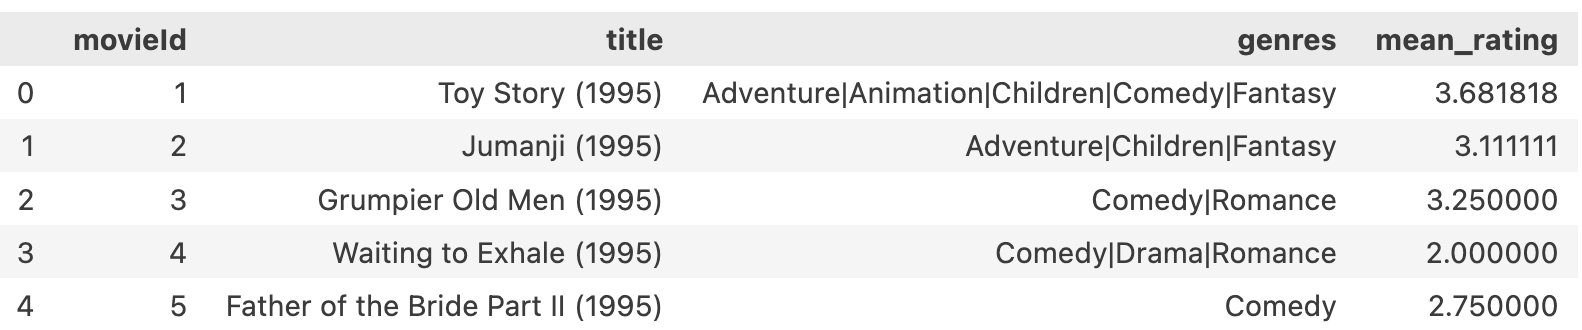 movieId title genres mean_rating
0 1 Toy Story (1995) Adventure|Animation|Children|Comedy|Fantasy 3.681818
1 2 Jumanji (1995) Adventure|Children|Fantasy 3.111111
2 3 Grumpier Old Men (1995) Comedy|Romance 3.250000
3 4 Waiting to Exhale (1995) Comedy|Drama|Romance 2.000000
4 5 Father of the Bride Part II (1995) Comedy 2.750000